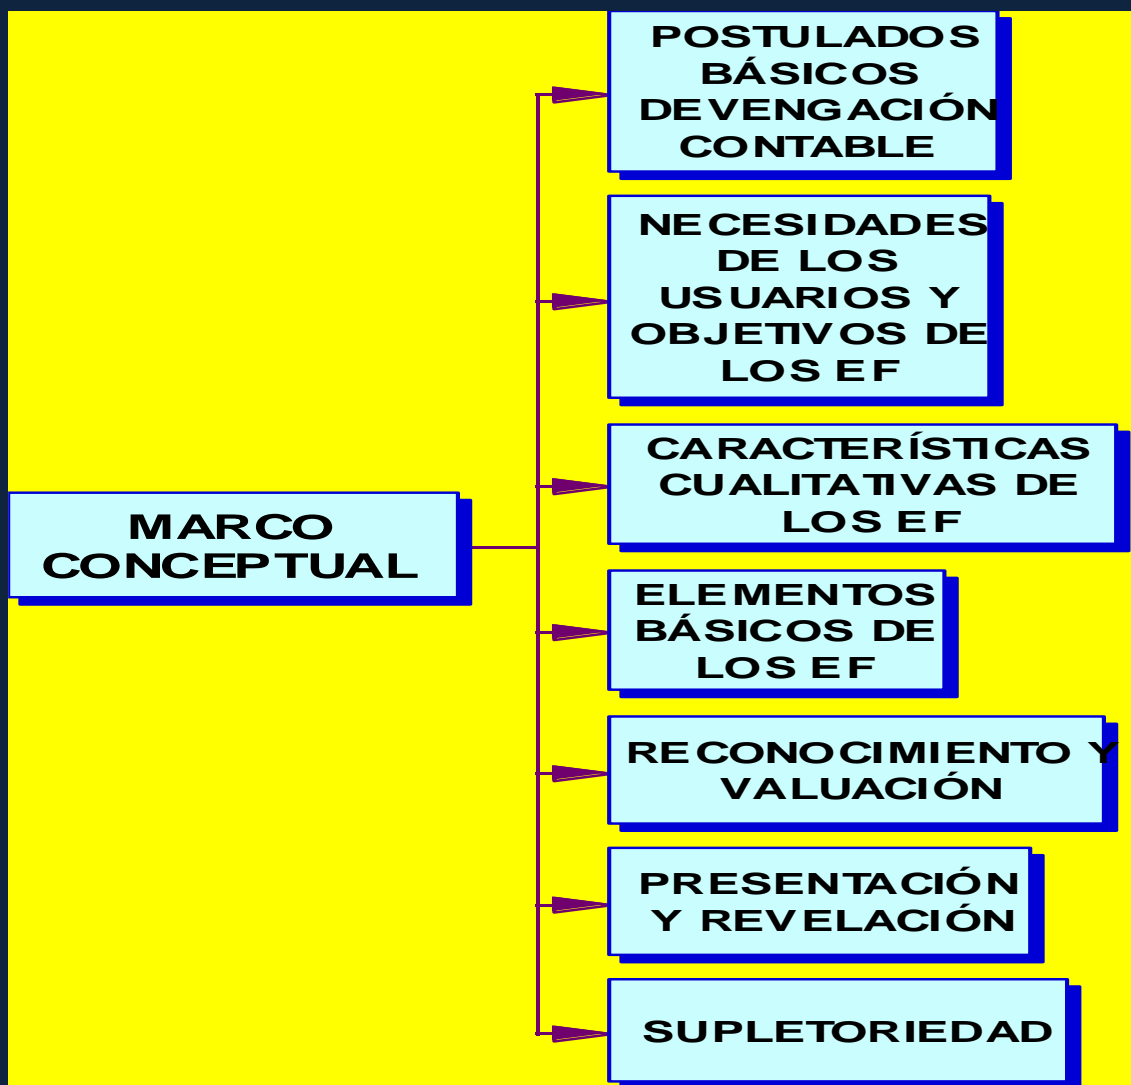 POSTULADOS
BÁSICOS
DEVENGACIÓN
CONTABLE
NECESIDADES
DE LOS
USUARIOS Y
OBJETIVOS DE
LOS EF
CARACTERÍSTICAS
CUALITATIVAS DE
LOS EF
MARCO
CONCEPTUAL
ELEMENTOS
BÁSICOS DE
LOS EF
RECONOCIMIENTO Y
VALUACIÓN
PRESENTACIÓN
Y REVELACIÓN
SUPLETORIEDAD